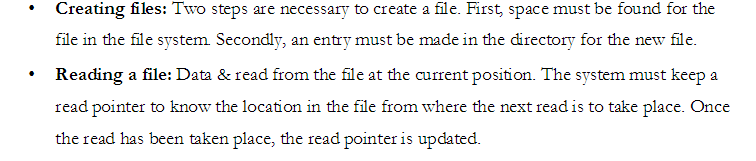 • Creating files: Two steps are necessary to create a file. First, space must be found for the
file in the file system. Secondly, an entry must be made in the directory for the new file.
• Reading a file: Data & read from the file at the current position. The system must keep a
read pointer to know the location in the file from where the next read is to take place. Once
the read has been taken place, the read pointer is updated.